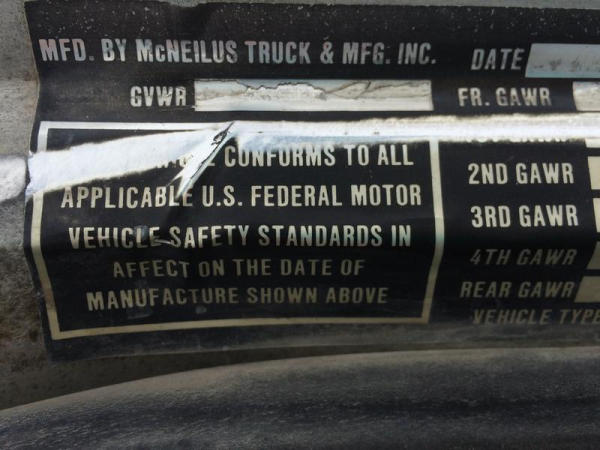 MFD. BY McNEILUS TRUCK & MFG. INC. DATE
GVWR FR. GAWR
CONFORMS TO ALL
APPLICABLE U.S. FEDERAL MOTOR
VEHICLE SAFETY STANDARDS IN
AFFECT ON THE DATE OF
MANUFACTURE SHOWN ABOVE
2ND GAWR
3RD GAWR
4TH GAWR
REAR GAWR
VEHICLE TYPE